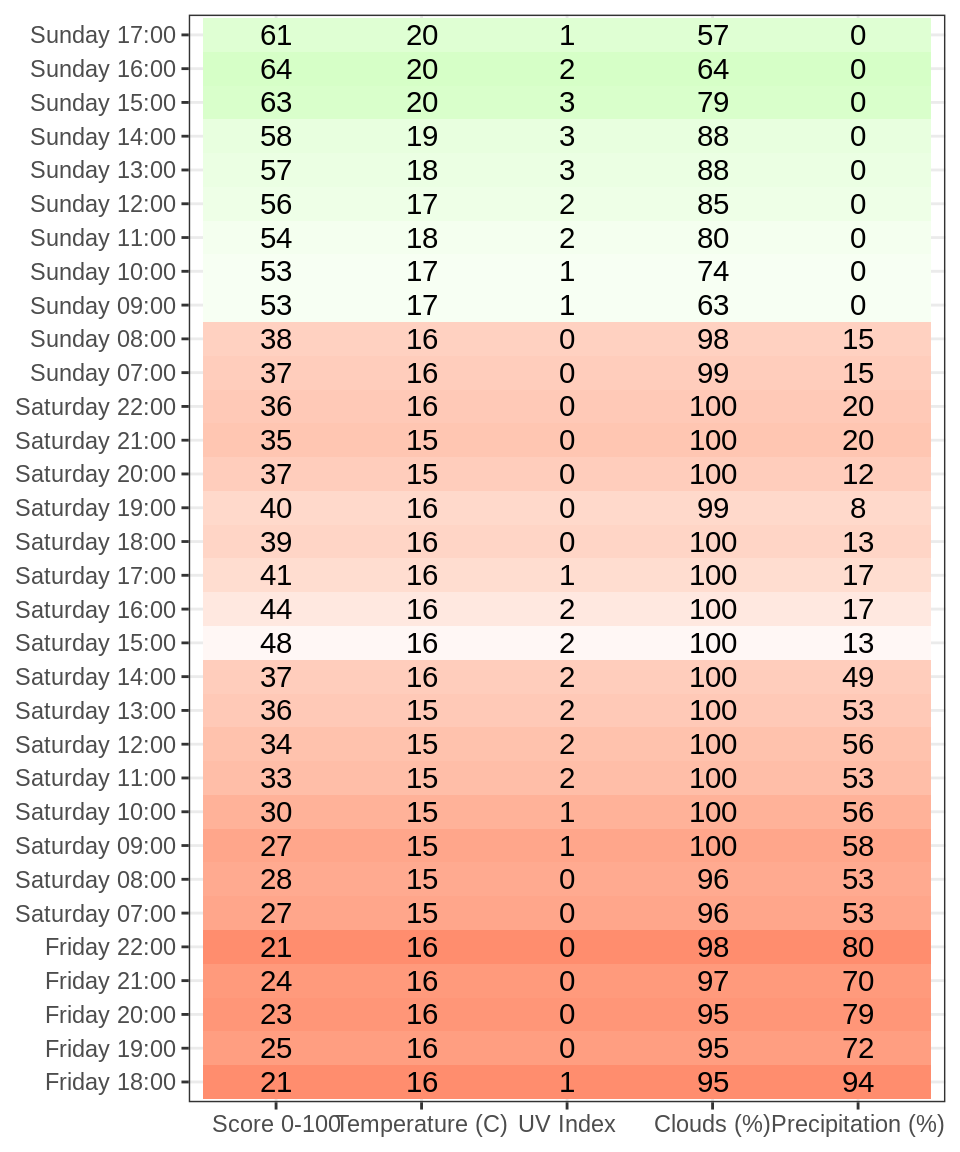 Sunday 17:00 61 20 1 57 0
Sunday 16:00 64 20 2 64 0
Sunday 15:00 63 20 3 79 0
Sunday 14:00 58 19 3 88 0
Sunday 13:00 57 18 3 88 0
Sunday 12:00 56 17 2 85 0
Sunday 11:00 54 18 2 80 0
Sunday 10:00 53 17 1 74 0
Sunday 09:00 53 17 1 63 0
Sunday 08:00 38 16 0 98 15
Sunday 07:00 37 16 0 99 15
Saturday 22:00 36 16 0 100 20
Saturday 21:00 35 15 0 100 20
Saturday 20:00 37 15 0 100 12
Saturday 19:00 40 16 0 99 8
Saturday 18:00 39 16 0 100 13
Saturday 17:00 41 16 1 100 17
Saturday 16:00 44 16 2 100 17
Saturday 15:00 48 16 2 100 13
Saturday 14:00 37 16 2 100 49
Saturday 13:00 36 15 2 100 53
Saturday 12:00 34 15 2 100 56
Saturday 11:00 33 15 2 100 53
Saturday 10:00 30 15 1 100 56
Saturday 09:00 27 15 1 100 58
Saturday 08:00 28 15 0 96 53
Saturday 07:00 27 15 0 96 53
Friday 22:00 21 16 0 98 80
Friday 21:00 24 16 0 97 70
Friday 20:00 23 16 0 95 79
Friday 19:00 25 16 0 95 72
Friday 18:00 21 16 1 95 94
Score 0-100 Temperature (C) UV Index Clouds (%) Precipitation (%)